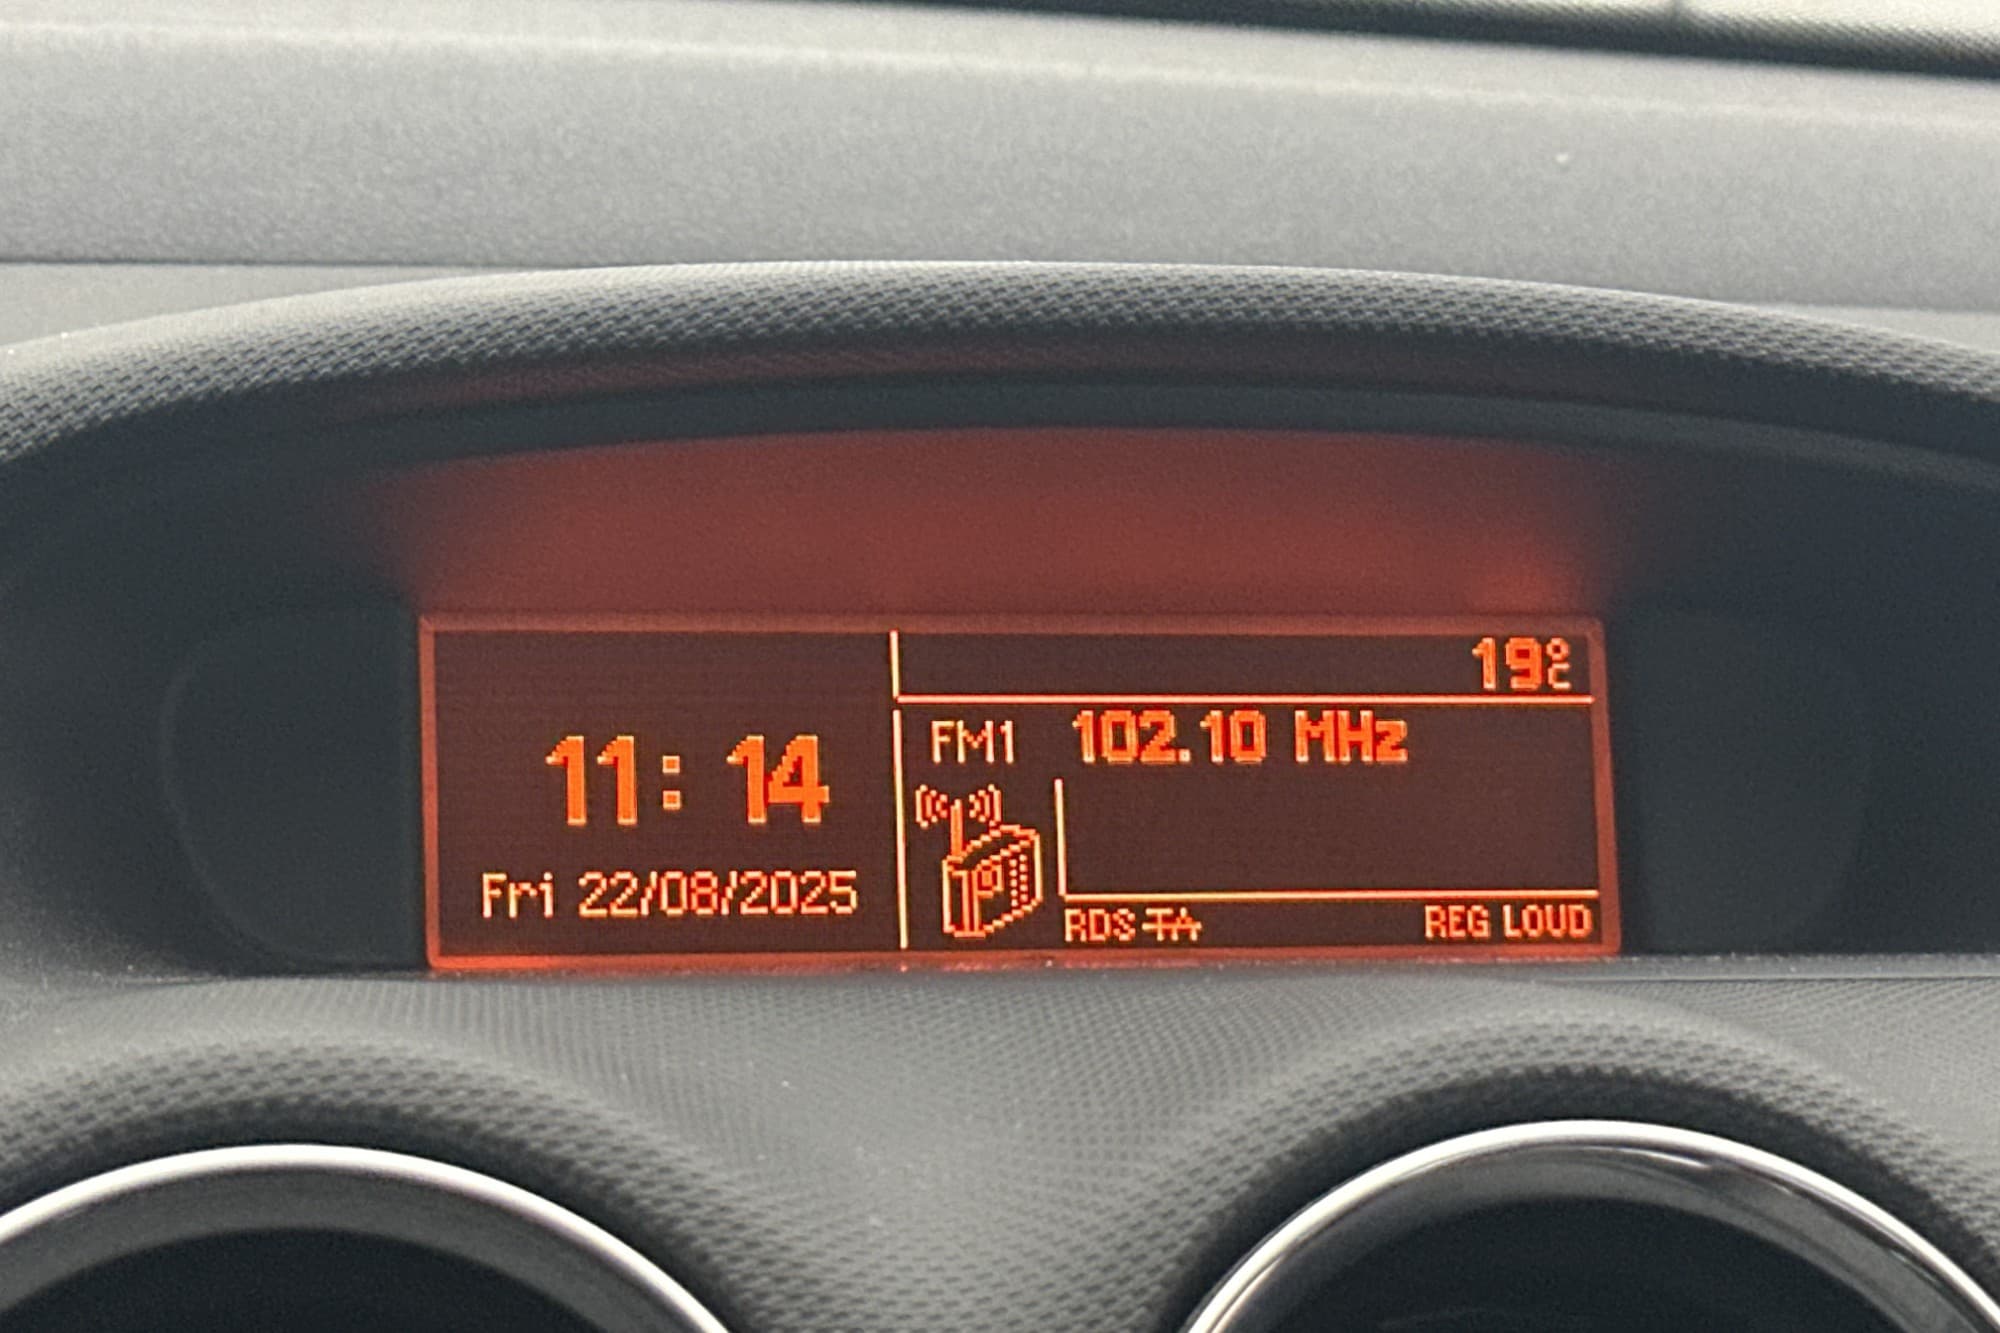 19°C
FM1 102.10 MHz
11:14
Fri 22/08/2025
RDS TA REG LOUD